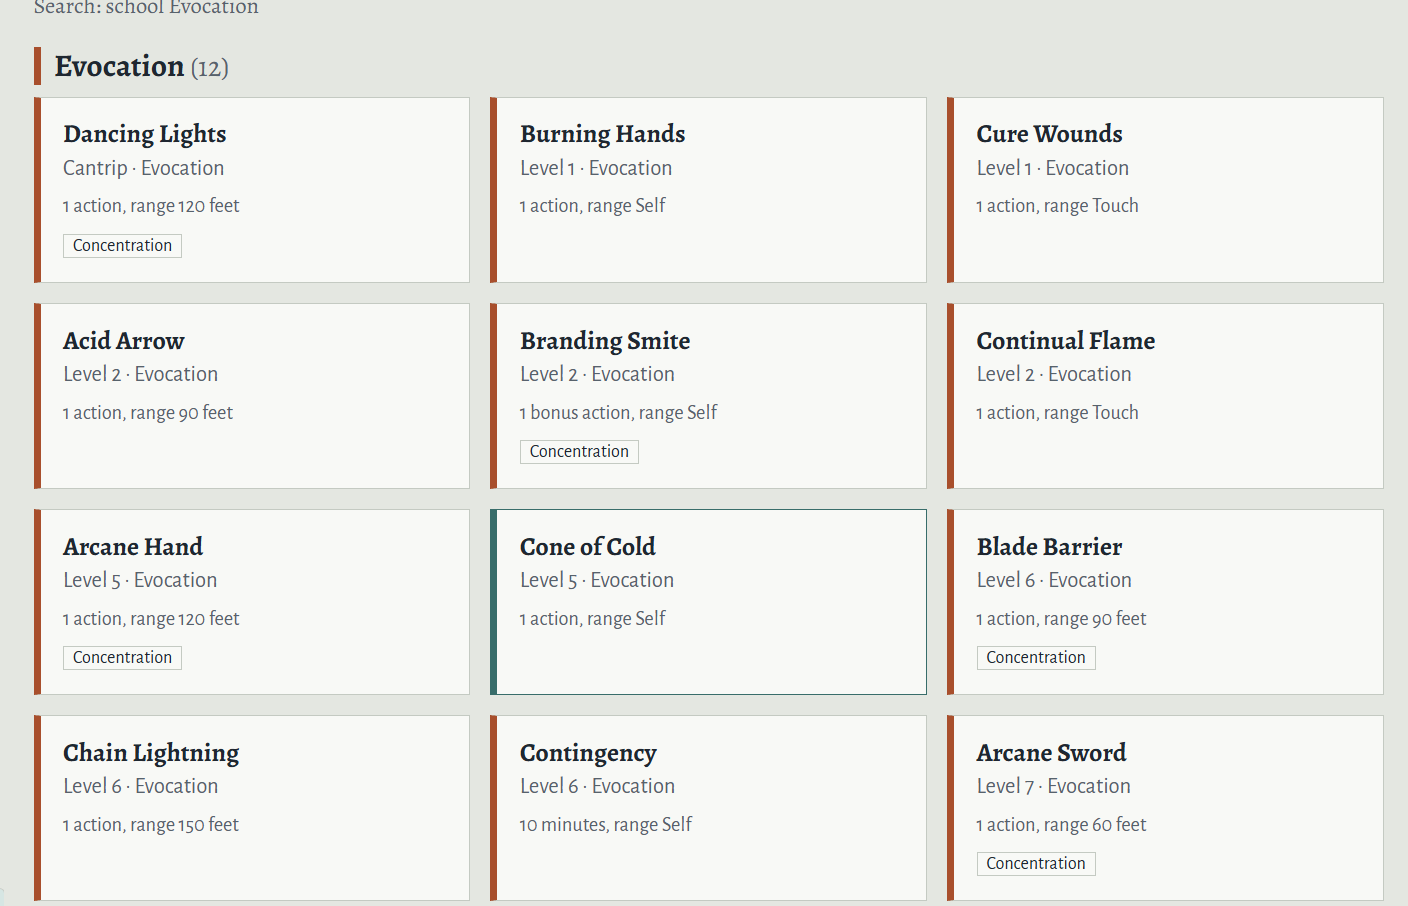 Search: school Evocation
Evocation (12)
Dancing Lights
Cantrip · Evocation
1 action, range 120 feet
Concentration
Burning Hands
Level 1 · Evocation
1 action, range Self
Cure Wounds
Level 1 · Evocation
1 action, range Touch
Acid Arrow
Level 2 · Evocation
1 action, range 90 feet
Branding Smite
Level 2 · Evocation
1 bonus action, range Self
Concentration
Continual Flame
Level 2 · Evocation
1 action, range Touch
Arcane Hand
Level 5 · Evocation
1 action, range 120 feet
Concentration
Cone of Cold
Level 5 · Evocation
1 action, range Self
Blade Barrier
Level 6 · Evocation
1 action, range 90 feet
Concentration
Chain Lightning
Level 6 · Evocation
1 action, range 150 feet
Contingency
Level 6 · Evocation
10 minutes, range Self
Arcane Sword
Level 7 · Evocation
1 action, range 60 feet
Concentration